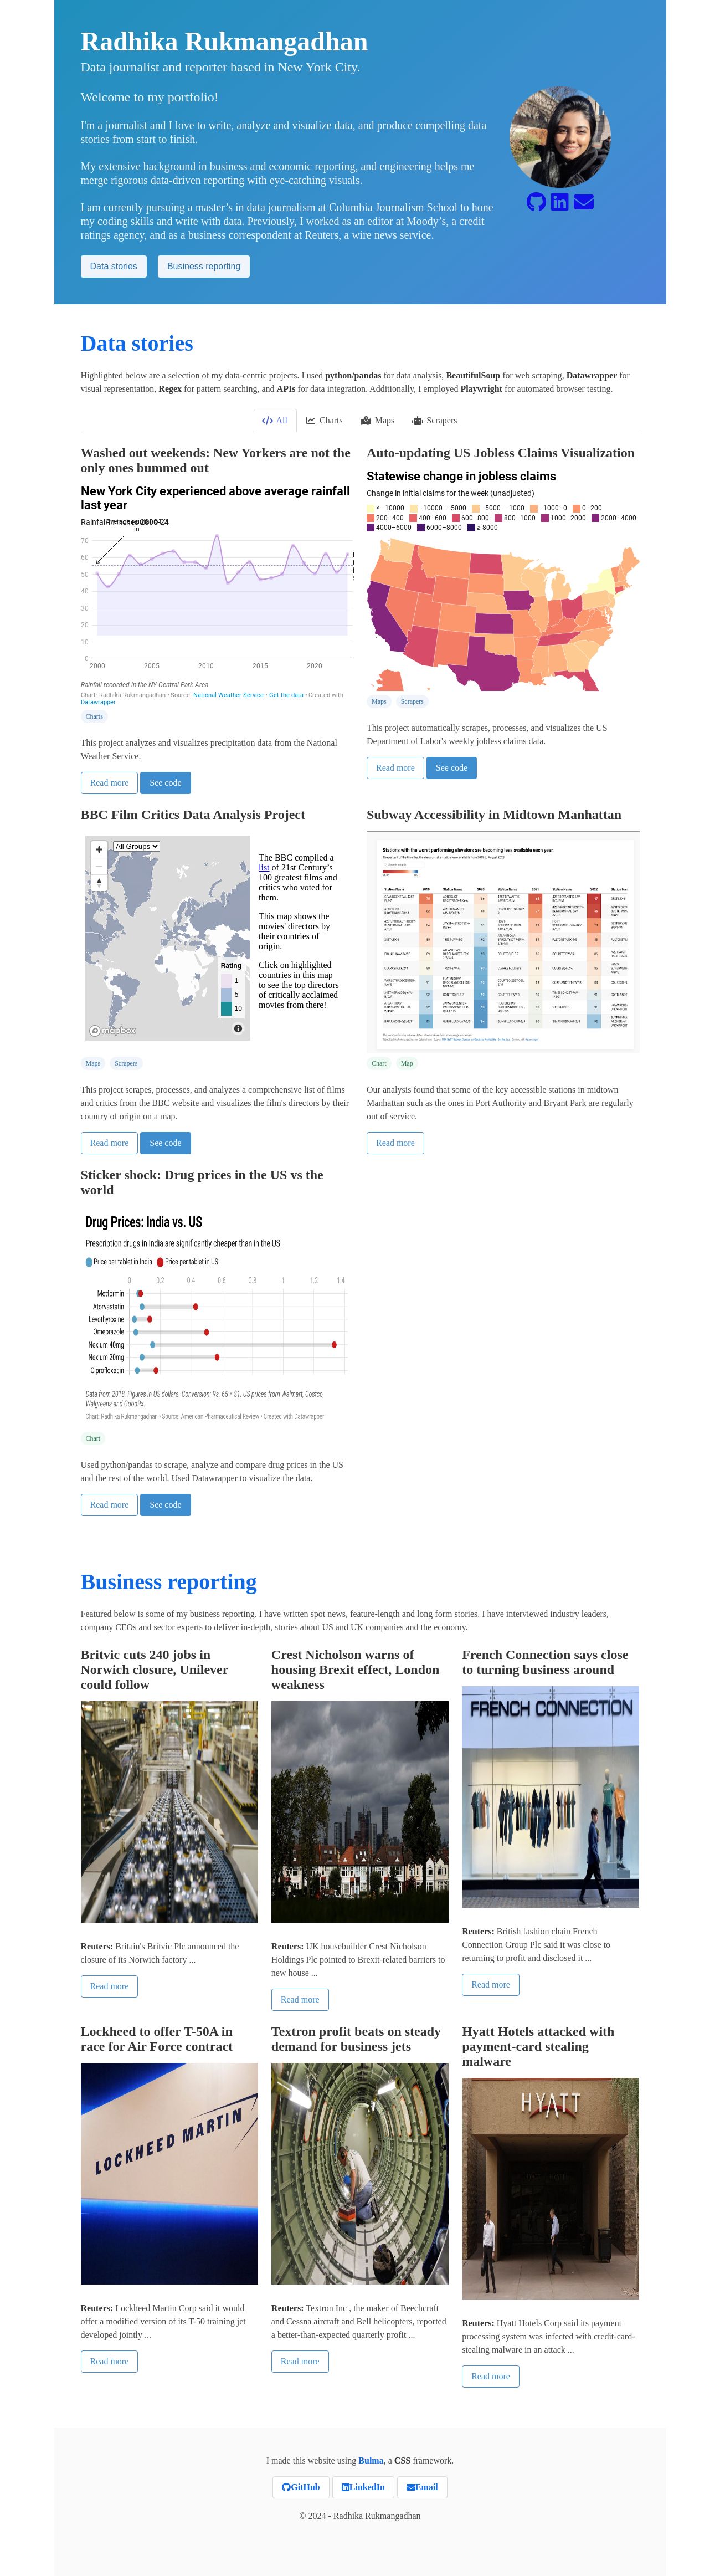 Radhika Rukmangadhan
Data journalist and reporter based in New York City.
Welcome to my portfolio!
I'm a journalist and I love to write, analyze and visualize data, and produce compelling data
stories from start to finish.
My extensive background in business and economic reporting, and engineering helps me
merge rigorous data-driven reporting with eye-catching visuals.
I am currently pursuing a master’s in data journalism at Columbia Journalism School to hone
my coding skills and write with data. Previously, I worked as an editor at Moody’s, a credit
ratings agency, and as a business correspondent at Reuters, a wire news service.
Data stories
Business reporting
Data stories
Highlighted below are a selection of my data-centric projects. I used python/pandas for data analysis, BeautifulSoup for web scraping, Datawrapper for
visual representation, Regex for pattern searching, and APIs for data integration. Additionally, I employed Playwright for automated browser testing.
All
Charts
Maps
Scrapers
Washed out weekends: New Yorkers are not the
only ones bummed out
New York City experienced above average rainfall
last year
Rainfall in inches 2000-24
in
70
60
50
40
30
20
10
0
2000 2005 2010 2015 2020
Rainfall recorded in the NY-Central Park Area
Chart: Radhika Rukmangadhan • Source: National Weather Service • Get the data • Created with
Datawrapper
Charts
This project analyzes and visualizes precipitation data from the National
Weather Service.
Read more
See code
Auto-updating US Jobless Claims Visualization
Statewise change in jobless claims
Change in initial claims for the week (unadjusted)
< −10000 −10000–−5000 −5000–−1000 −1000–0 0–200
200–400 400–600 600–800 800–1000 1000–2000 2000–4000
4000–6000 6000–8000 ≥ 8000
Maps
Scrapers
This project automatically scrapes, processes, and visualizes the US
Department of Labor's weekly jobless claims data.
Read more
See code
BBC Film Critics Data Analysis Project
All Groups
Rating
1
5
10
mapbox
The BBC compiled a
list of 21st Century’s
100 greatest films and
critics who voted for
them.
This map shows the
movies' directors by
their countries of
origin.
Click on highlighted
countries in this map
to see the top directors
of critically acclaimed
movies from there!
Maps
Scrapers
This project scrapes, processes, and analyzes a comprehensive list of films
and critics from the BBC website and visualizes the film's directors by their
country of origin on a map.
Read more
See code
Subway Accessibility in Midtown Manhattan
Stations with the worst performing elevators are becoming less available each year.
Station Name 2019 Station Name 2020 Station Name 2021 Station Name 2022
Chart
Map
Our analysis found that some of the key accessible stations in midtown
Manhattan such as the ones in Port Authority and Bryant Park are regularly
out of service.
Read more
Sticker shock: Drug prices in the US vs the
world
Drug Prices: India vs. US
Prescription drugs in India are significantly cheaper than in the US
Price per tablet in India Price per tablet in US
0 0.2 0.4 0.6 0.8 1 1.2 1.4
Metformin
Atorvastatin
Levothyroxine
Omeprazole
Nexium 40mg
Nexium 20mg
Ciprofloxacin
Data from 2018. Figures in US dollars. Conversion: Rs. 65 = $1. US prices from Walmart, Costco,
Walgreens and GoodRx.
Chart: Radhika Rukmangadhan • Source: American Pharmaceutical Review • Created with Datawrapper
Chart
Used python/pandas to scrape, analyze and compare drug prices in the US
and the rest of the world. Used Datawrapper to visualize the data.
Read more
See code
Business reporting
Featured below is some of my business reporting. I have written spot news, feature-length and long form stories. I have interviewed industry leaders,
company CEOs and sector experts to deliver in-depth, stories about US and UK companies and the economy.
Britvic cuts 240 jobs in
Norwich closure, Unilever
could follow
Reuters: Britain's Britvic Plc announced the
closure of its Norwich factory ...
Read more
Crest Nicholson warns of
housing Brexit effect, London
weakness
Reuters: UK housebuilder Crest Nicholson
Holdings Plc pointed to Brexit-related barriers to
new house ...
Read more
French Connection says close
to turning business around
FRENCH CONNECTION
Reuters: British fashion chain French
Connection Group Plc said it was close to
returning to profit and disclosed it ...
Read more
Lockheed to offer T-50A in
race for Air Force contract
LOCKHEED MARTIN
Reuters: Lockheed Martin Corp said it would
offer a modified version of its T-50 training jet
developed jointly ...
Read more
Textron profit beats on steady
demand for business jets
Reuters: Textron Inc , the maker of Beechcraft
and Cessna aircraft and Bell helicopters, reported
a better-than-expected quarterly profit ...
Read more
Hyatt Hotels attacked with
payment-card stealing
malware
HYATT
Reuters: Hyatt Hotels Corp said its payment
processing system was infected with credit-card-
stealing malware in an attack ...
Read more
I made this website using Bulma, a CSS framework.
GitHub
LinkedIn
Email
© 2024 - Radhika Rukmangadhan